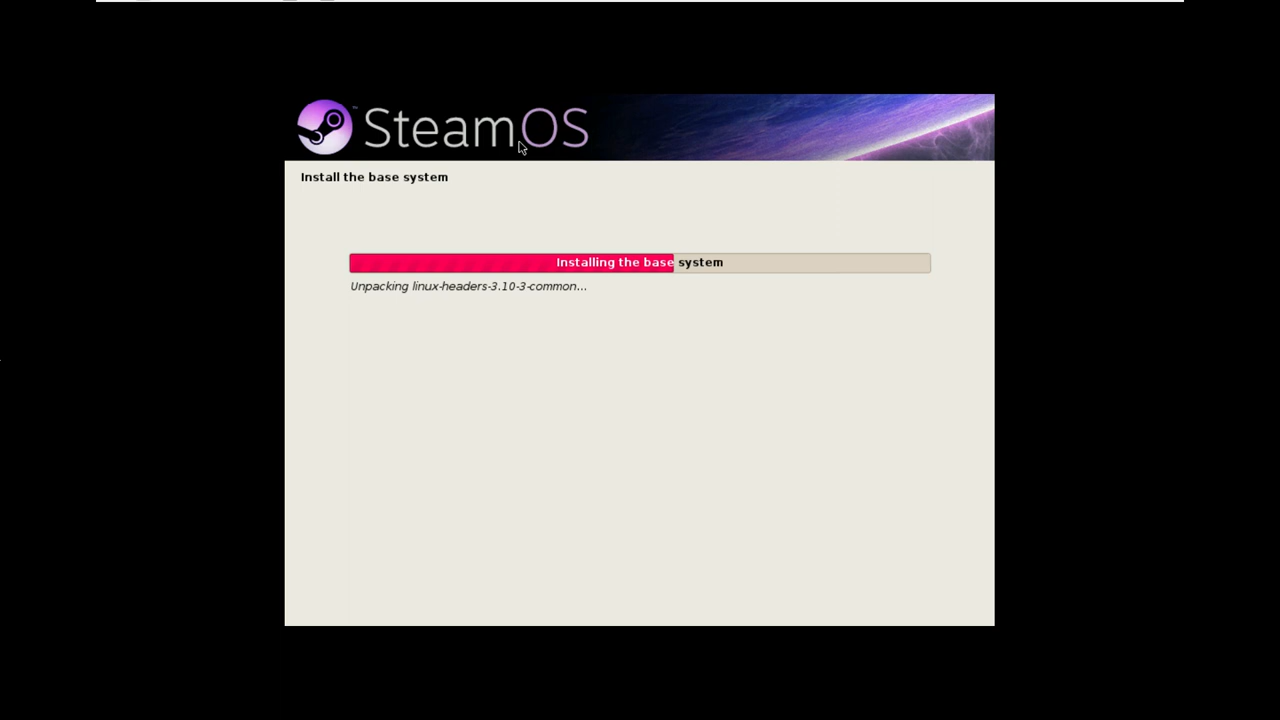 SteamOS
Install the base system
Installing the base system
Unpacking linux-headers-3.10-3-common...